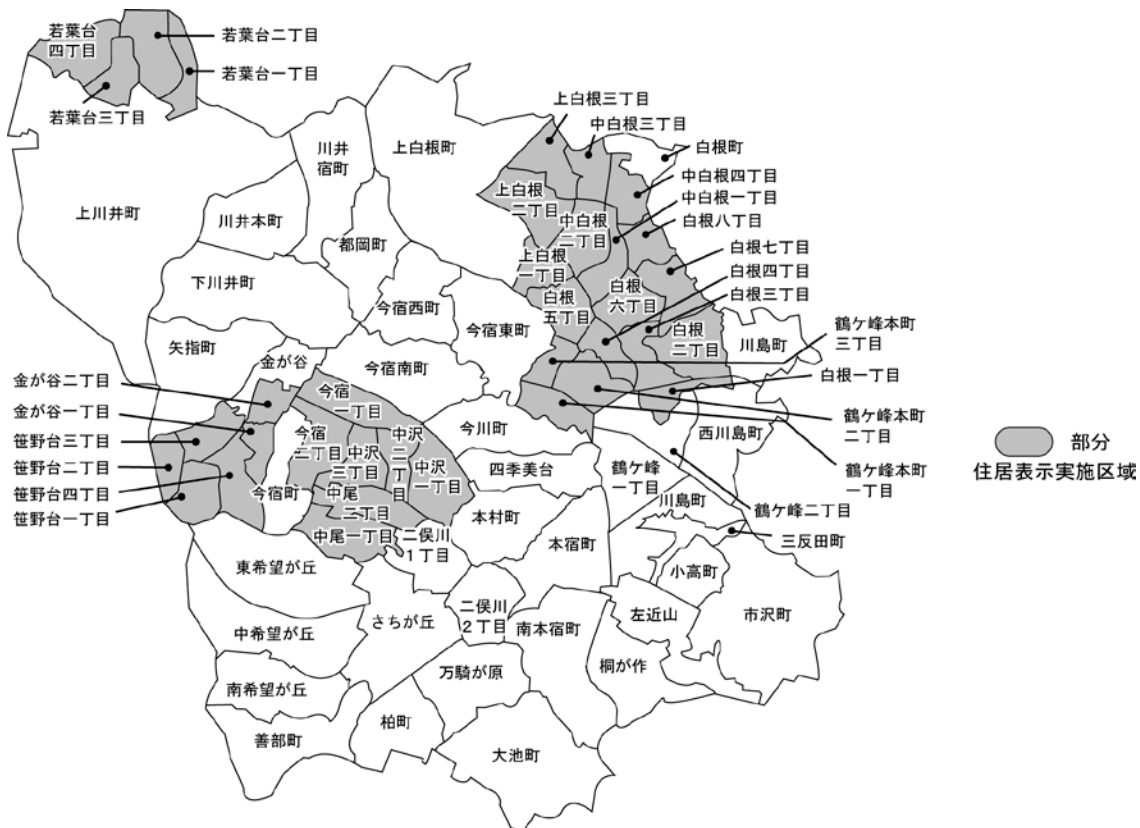 若葉台
四丁目
若葉台二丁目
若葉台一丁目
若葉台三丁目
上白根三丁目
中白根三丁目
白根町
川井
宿町
上白根町
中白根四丁目
中白根一丁目
白根八丁目
上白根
二丁目
中白根
二丁目
上川井町
川井本町
都岡町
白根七丁目
白根四丁目
白根三丁目
上白根
一丁目
下川井町
白根
六丁目
白根
五丁目
今宿西町
今宿東町
白根
二丁目
川島町
鶴ケ峰本町
三丁目
矢指町
金が谷
今宿南町
白根一丁目
金が谷二丁目
金が谷一丁目
今宿
一丁目
鶴ケ峰本町
二丁目
笹野台三丁目
今宿
二丁目
中沢
三丁目
中沢
二丁目
中沢
一丁目
今川町
西川島町
部分
住居表示実施区域
笹野台二丁目
四季美台
鶴ケ峰
一丁目
鶴ケ峰本町
一丁目
笹野台四丁目
今宿町
中尾
二丁目
川島町
笹野台一丁目
本村町
鶴ケ峰二丁目
中尾一丁目
二俣川
1丁目
本宿町
三反田町
東希望が丘
小高町
中希望が丘
さちが丘
二俣川
2丁目
南本宿町
左近山
市沢町
南希望が丘
万騎が原
桐が作
善部町
柏町
大池町